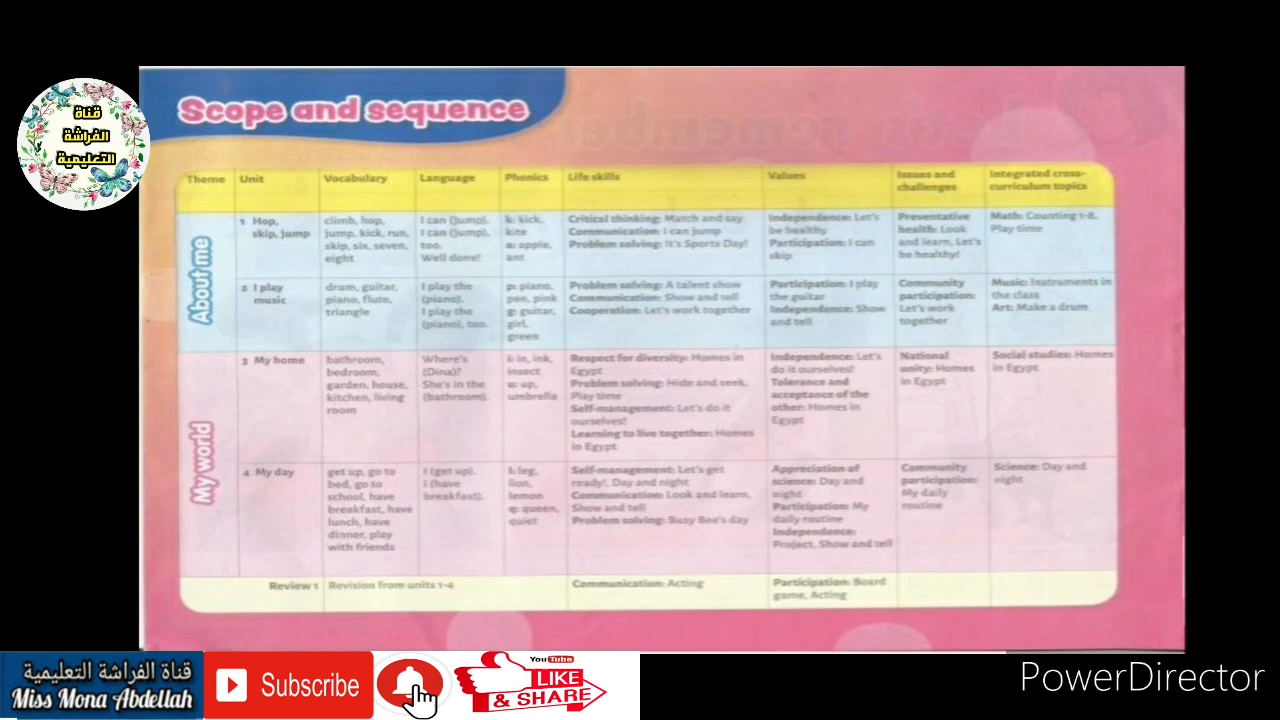 Scope and sequence
قناة
الفراشة
التعليمية
Theme
Unit
Vocabulary
Language
Phonics
Life skills
Values
Issues and
challenges
Integrated cross-
curriculum topics
About me
1 Hop,
skip, jump
climb, hop,
jump, kick, run,
skip, six, seven,
eight
I can (jump).
I can (jump),
too.
Well done!
k: kick,
kite
a: apple,
ant
Critical thinking: Match and say
Communication: I can jump
Problem solving: It's Sports Day!
Independence: Let's
be healthy
Participation: I can
skip
Preventative
health: Look
and learn, Let's
be healthy!
Math: Counting 1-8,
Play time
2 I play
music
drum, guitar,
piano, flute,
triangle
I play the
(piano).
I play the
(piano), too.
p: piano,
pen, pink
g: guitar,
girl,
green
Problem solving: A talent show
Communication: Show and tell
Cooperation: Let's work together
Participation: I play
the guitar
Independence: Show
and tell
Community
participation:
Let's work
together
Music: Instruments in
the class
Art: Make a drum
My world
3 My home
bathroom,
bedroom,
garden, house,
kitchen, living
room
Where's
(Dina)?
She's in the
(bathroom).
i: in, ink,
insect
u: up,
umbrella
Respect for diversity: Homes in
Egypt
Problem solving: Hide and seek,
Play time
Self-management: Let's do it
ourselves!
Learning to live together: Homes
in Egypt
Independence: Let's
do it ourselves!
Tolerance and
acceptance of the
other: Homes in
Egypt
National
unity: Homes
in Egypt
Social studies: Homes
in Egypt
4 My day
get up, go to
bed, go to
school, have
breakfast, have
lunch, have
dinner, play
with friends
I (get up).
I (have
breakfast).
l: leg,
lion,
lemon
q: queen,
quiet
Self-management: Let's get
ready!, Day and night
Communication: Look and learn,
Show and tell
Problem solving: Busy Bee's day
Appreciation of
science: Day and
night
Participation: My
daily routine
Independence:
Project, Show and tell
Community
participation:
My daily
routine
Science: Day and
night
Review 1
Revision from units 1-4
Communication: Acting
Participation: Board
game, Acting
قناة الفراشة التعليمية
Miss Mona Abdellah
Subscribe
YouTube
LIKE
& SHARE
PowerDirector